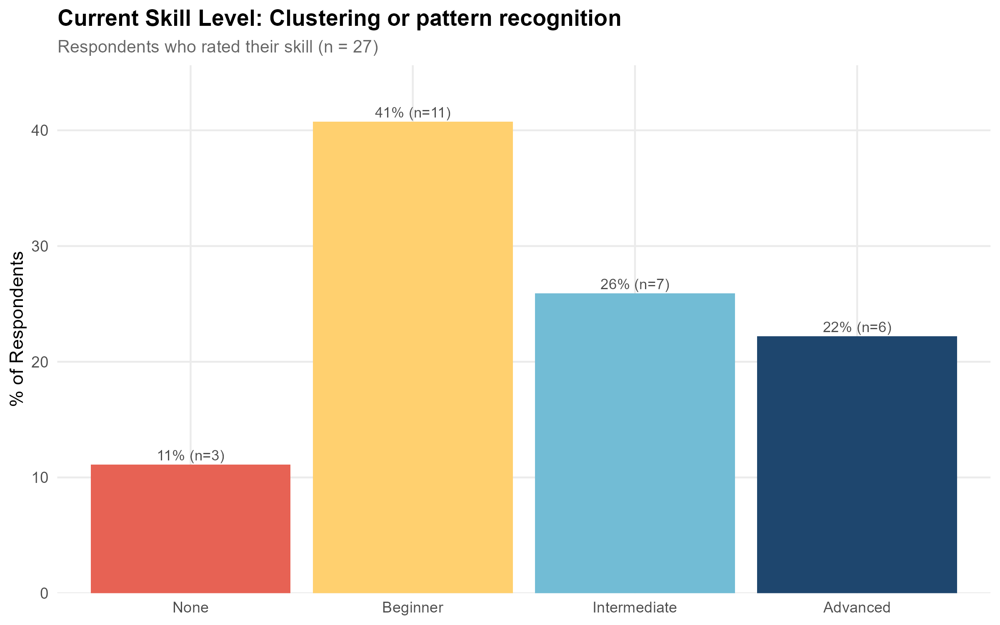 Current Skill Level: Clustering or pattern recognition
Respondents who rated their skill (n = 27)
% of Respondents
40
30
20
10
0
11% (n=3)
41% (n=11)
26% (n=7)
22% (n=6)
None
Beginner
Intermediate
Advanced